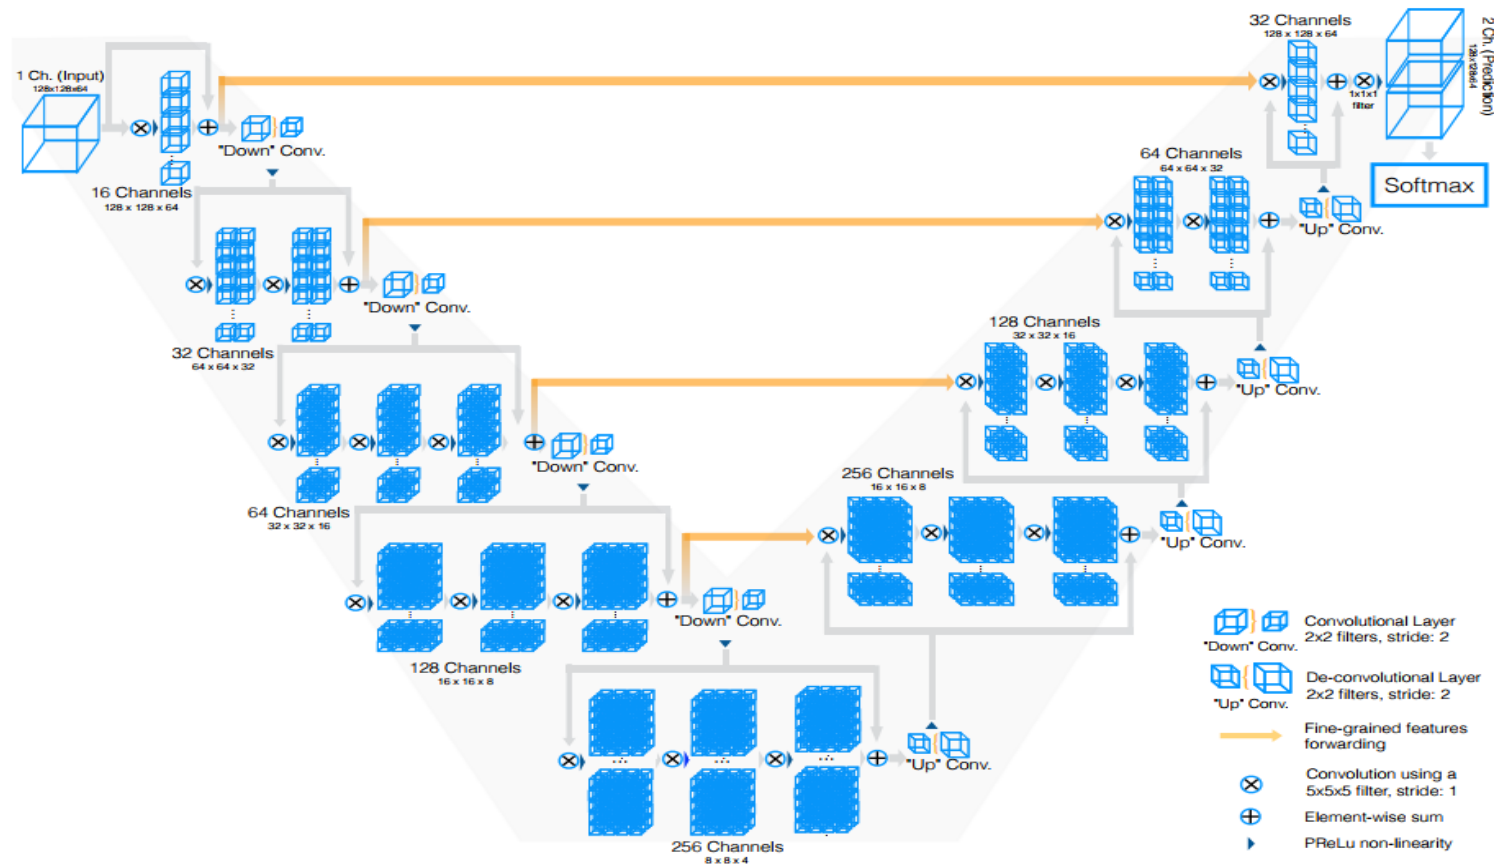 1 Ch. (Input)
128x128x64
"Down" Conv.
16 Channels
128 x 128 x 64
"Down" Conv.
32 Channels
64 x 64 x 32
"Down" Conv.
64 Channels
32 x 32 x 16
"Down" Conv.
128 Channels
16 x 16 x 8
256 Channels
8 x 8 x 4
"Up" Conv.
256 Channels
16 x 16 x 8
"Up" Conv.
128 Channels
32 x 32 x 16
"Up" Conv.
64 Channels
64 x 64 x 32
"Up" Conv.
32 Channels
128 x 128 x 64
1x1x1
filter
2 Ch. (Prediction)
128x128x64
Softmax
"Down" Conv.
Convolutional Layer
2x2 filters, stride: 2
"Up" Conv.
De-convolutional Layer
2x2 filters, stride: 2
Fine-grained features
forwarding
Convolution using a
5x5x5 filter, stride: 1
Element-wise sum
PReLu non-linearity